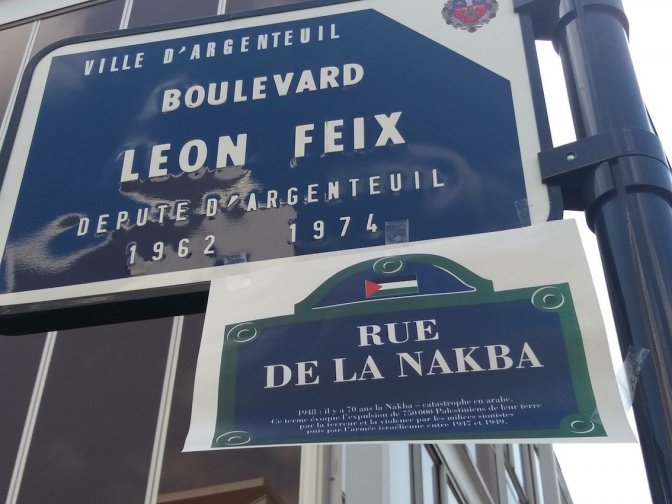 VILLE D'ARGENTEUIL
BOULEVARD
LEON FEIX
DEPUTE D'ARGENTEUIL
1962 1974
RUE
DE LA NAKBA
1948 : il y a 70 ans la Nakba – catastrophe en arabe.
Ce terme évoque l'expulsion de 750 000 Palestiniens de leur terre
par la terreur et la violence par les milices sionistes
puis par l'armée israélienne entre 1947 et 1949.